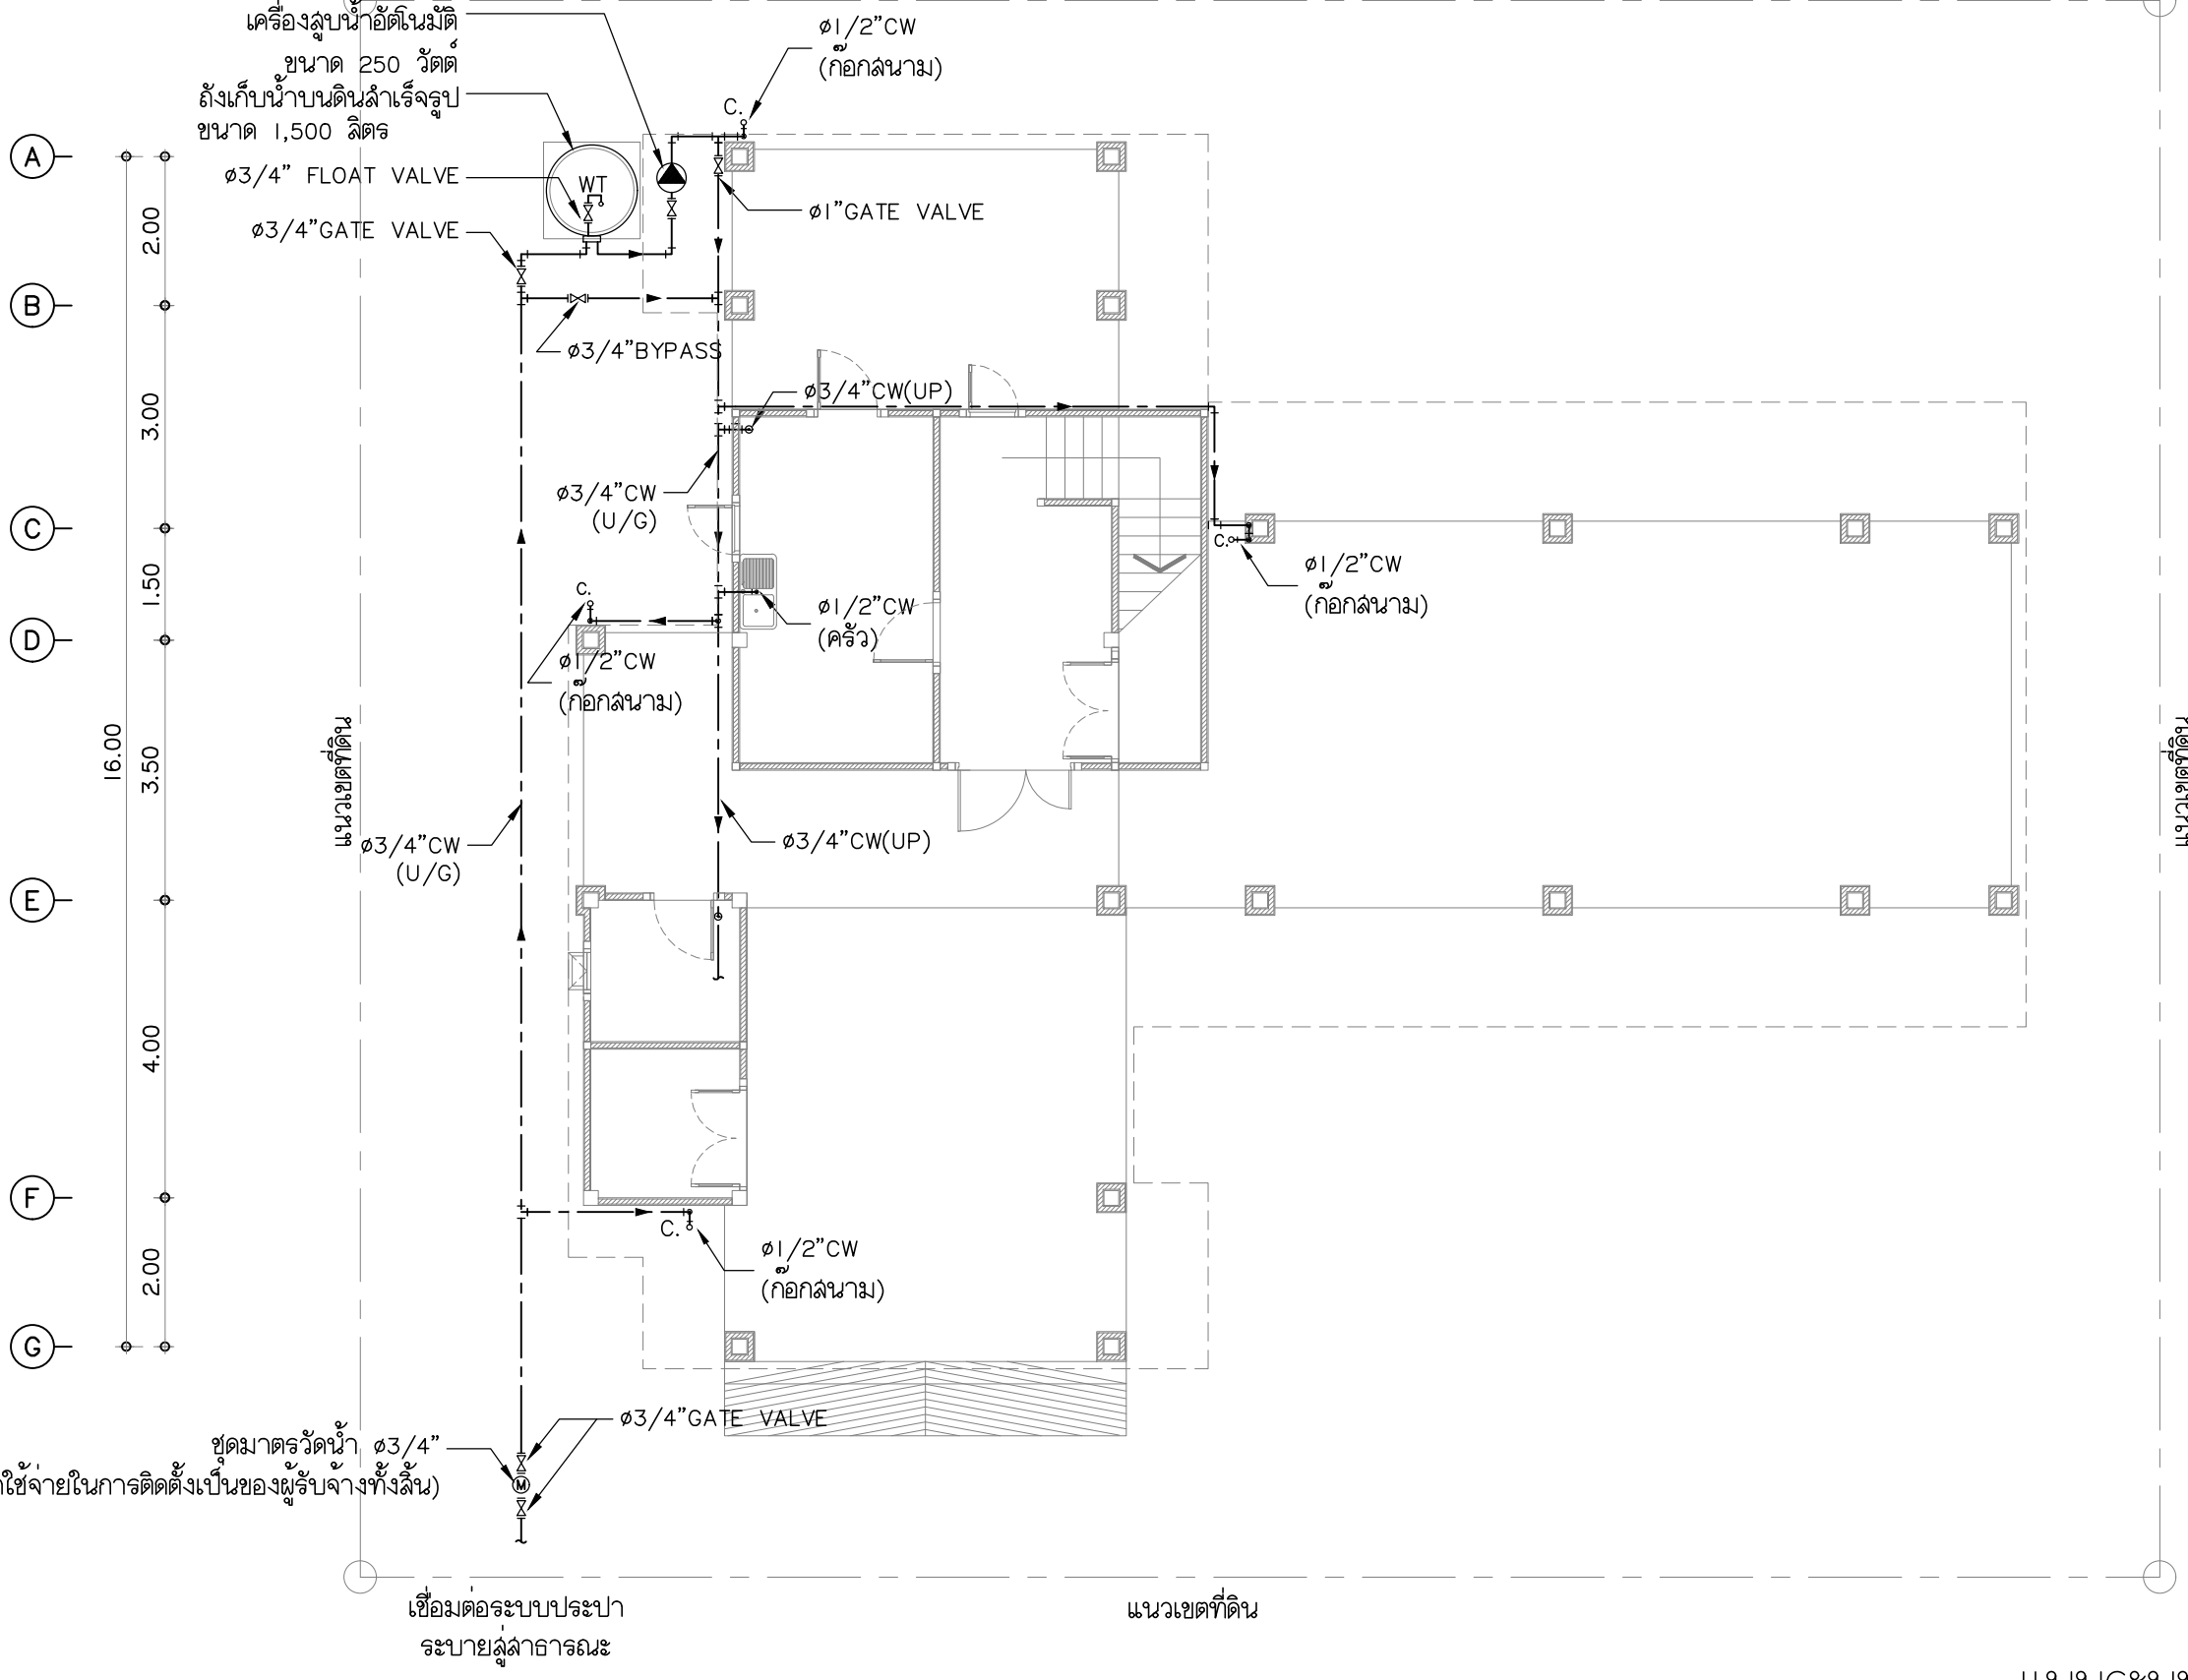 เครื่องสูบน้ำอัตโนมัติ
ขนาด 250 วัตต์
ถังเก็บน้ำบนดินสำเร็จรูป
ขนาด 1,500 ลิตร
ø3/4" FLOAT VALVE
ø3/4"GATE VALVE
ø1/2"CW
(ก๊อกสนาม)
C.
WT
ø1"GATE VALVE
ø3/4"BYPASS
ø3/4"CW(UP)
ø3/4"CW
(U/G)
C.
ø1/2"CW
(ก๊อกสนาม)
C.
ø1/2"CW
(ก๊อกสนาม)
ø1/2"CW
(ครัว)
ø3/4"CW(UP)
ø3/4"CW
(U/G)
C.
ø1/2"CW
(ก๊อกสนาม)
ø3/4"GATE VALVE
ชุดมาตรวัดน้ำ ø3/4"
ใช้จ่ายในการติดตั้งเป็นของผู้รับจ้างทั้งสิ้น)
M
เชื่อมต่อระบบประปา
ระบายสู่สาธารณะ
แนวเขตที่ดิน
แนวเขตที่ดิน
แนวเขตที่ดิน
A
B
C
D
E
F
G
2.00
3.00
1.50
3.50
4.00
2.00
16.00